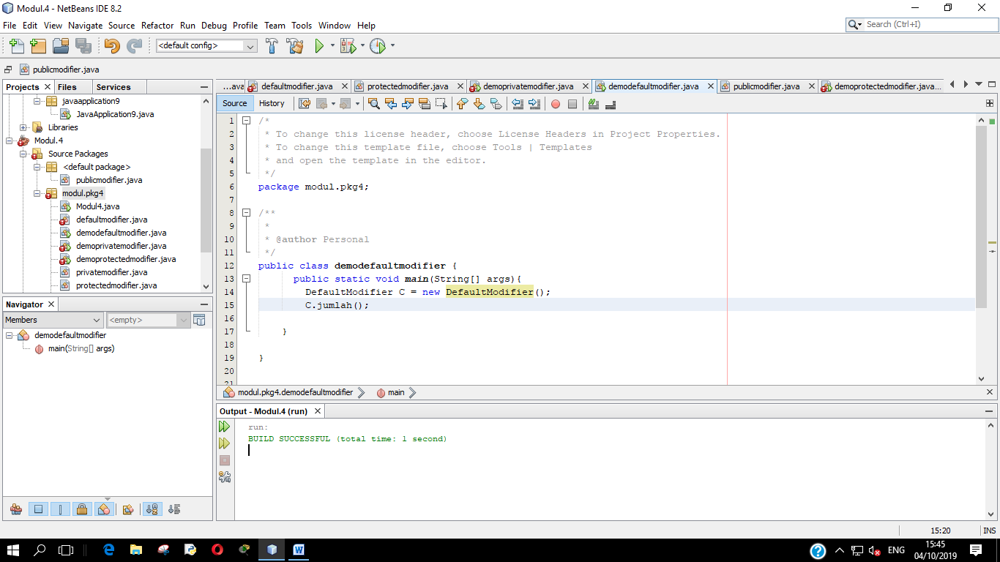 Modul.4 - NetBeans IDE 8.2
File Edit View Navigate Source Refactor Run Debug Profile Team Tools Window Help
Search (Ctrl+I)
<default config>
publicmodifier.java
Projects Files Services
javaapplication9
JavaApplication9.java
Libraries
Modul.4
Source Packages
<default package>
publicmodifier.java
modul.pkg4
Modul4.java
defaultmodifier.java
demodefaultmodifier.java
demoprivatemodifier.java
demoprotectedmodifier.java
privatemodifier.java
protectedmodifier.java
Navigator
Members <empty>
demodefaultmodifier
main(String[] args)
...ava defaultmodifier.java protectedmodifier.java demoprivatemodifier.java demodefaultmodifier.java publicmodifier.java demoprotectedmodifier.java...
Source History
1 /*
2 * To change this license header, choose License Headers in Project Properties.
3 * To change this template file, choose Tools | Templates
4 * and open the template in the editor.
5 */
6 package modul.pkg4;
7
8 /**
9 *
10 * @author Personal
11 */
12 public class demodefaultmodifier {
13 public static void main(String[] args){
14 DefaultModifier C = new DefaultModifier();
15 C.jumlah();
16
17 }
18
19 }
20
21
modul.pkg4.demodefaultmodifier main
Output - Modul.4 (run)
run:
BUILD SUCCESSFUL (total time: 1 second)
15:20 INS
ENG
15:45
04/10/2019